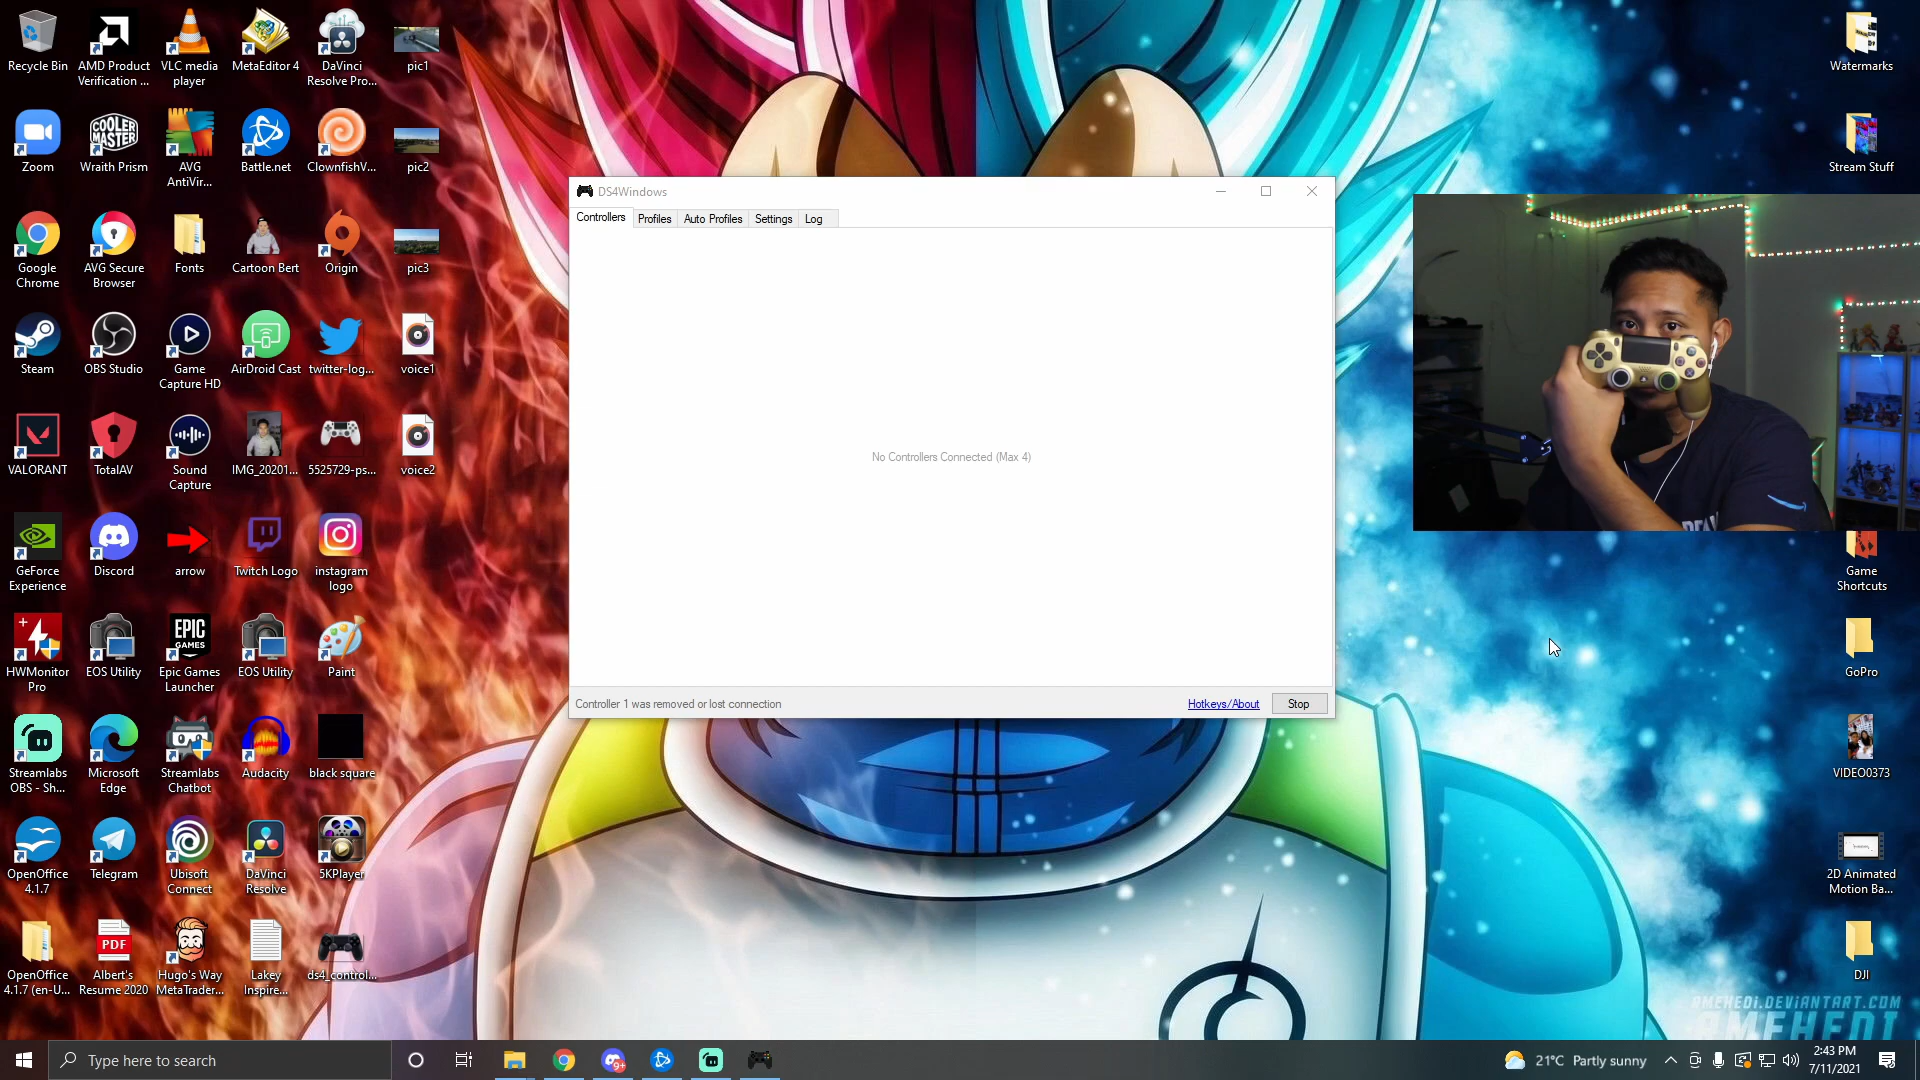 Recycle Bin
AMD Product
Verification ...
VLC media
player
MetaEditor 4
DaVinci
Resolve Pro...
pic1
Watermarks
COOLER
MASTER
Zoom
Wraith Prism
AVG
AntiVir...
Battle.net
ClownfishV...
pic2
Stream Stuff
DS4Windows
Controllers
Profiles
Auto Profiles
Settings
Log
Google
Chrome
AVG Secure
Browser
Fonts
Cartoon Bert
Origin
pic3
Steam
OBS Studio
Game
Capture HD
AirDroid Cast
twitter-log...
voice1
No Controllers Connected (Max 4)
VALORANT
TotalAV
Sound
Capture
IMG_20201...
5525729-ps...
voice2
GeForce
Experience
Discord
arrow
Twitch Logo
instagram
logo
Game
Shortcuts
EPIC
GAMES
HWMonitor
Pro
EOS Utility
Epic Games
Launcher
EOS Utility
Paint
GoPro
Controller 1 was removed or lost connection
Hotkeys/About
Stop
Streamlabs
OBS - Sh...
Microsoft
Edge
Streamlabs
Chatbot
Audacity
black square
VIDEO0373
OpenOffice
4.1.7
Telegram
Ubisoft
Connect
DaVinci
Resolve
5KPlayer
2D Animated
Motion Ba...
PDF
OpenOffice
4.1.7 (en-U...
Albert's
Resume 2020
Hugo's Way
MetaTrader...
Lakey
Inspire...
ds4_control...
DJI
AMEHEDI.DEVIANTART.COM
AMEHEDI
Type here to search
9+
21°C Partly sunny
2:43 PM
7/11/2021